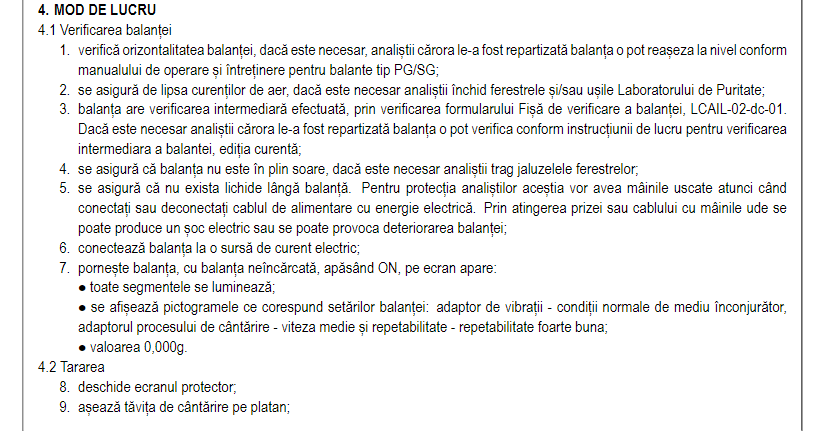 4. MOD DE LUCRU
4.1 Verificarea balanței
1. verifică orizontalitatea balanței, dacă este necesar, analiștii cărora le-a fost repartizată balanța o pot reașeza la nivel conform
manualului de operare și întreținere pentru balante tip PG/SG;
2. se asigură de lipsa curenților de aer, dacă este necesar analiștii închid ferestrele și/sau ușile Laboratorului de Puritate;
3. balanța are verificarea intermediară efectuată, prin verificarea formularului Fișă de verificare a balanței, LCAIL-02-dc-01.
Dacă este necesar analiștii cărora le-a fost repartizată balanța o pot verifica conform instrucțiunii de lucru pentru verificarea
intermediara a balantei, ediția curentă;
4. se asigură că balanța nu este în plin soare, dacă este necesar analiștii trag jaluzelele ferestrelor;
5. se asigură că nu exista lichide lângă balanță. Pentru protecția analiștilor aceștia vor avea mâinile uscate atunci când
conectați sau deconectați cablul de alimentare cu energie electrică. Prin atingerea prizei sau cablului cu mâinile ude se
poate produce un șoc electric sau se poate provoca deteriorarea balanței;
6. conectează balanța la o sursă de curent electric;
7. pornește balanța, cu balanța neîncărcată, apăsând ON, pe ecran apare:
● toate segmentele se luminează;
● se afișează pictogramele ce corespund setărilor balanței: adaptor de vibrații - condiții normale de mediu înconjurător,
adaptorul procesului de cântărire - viteza medie și repetabilitate - repetabilitate foarte buna;
● valoarea 0,000g.
4.2 Tararea
8. deschide ecranul protector;
9. așează tăvița de cântărire pe platan;